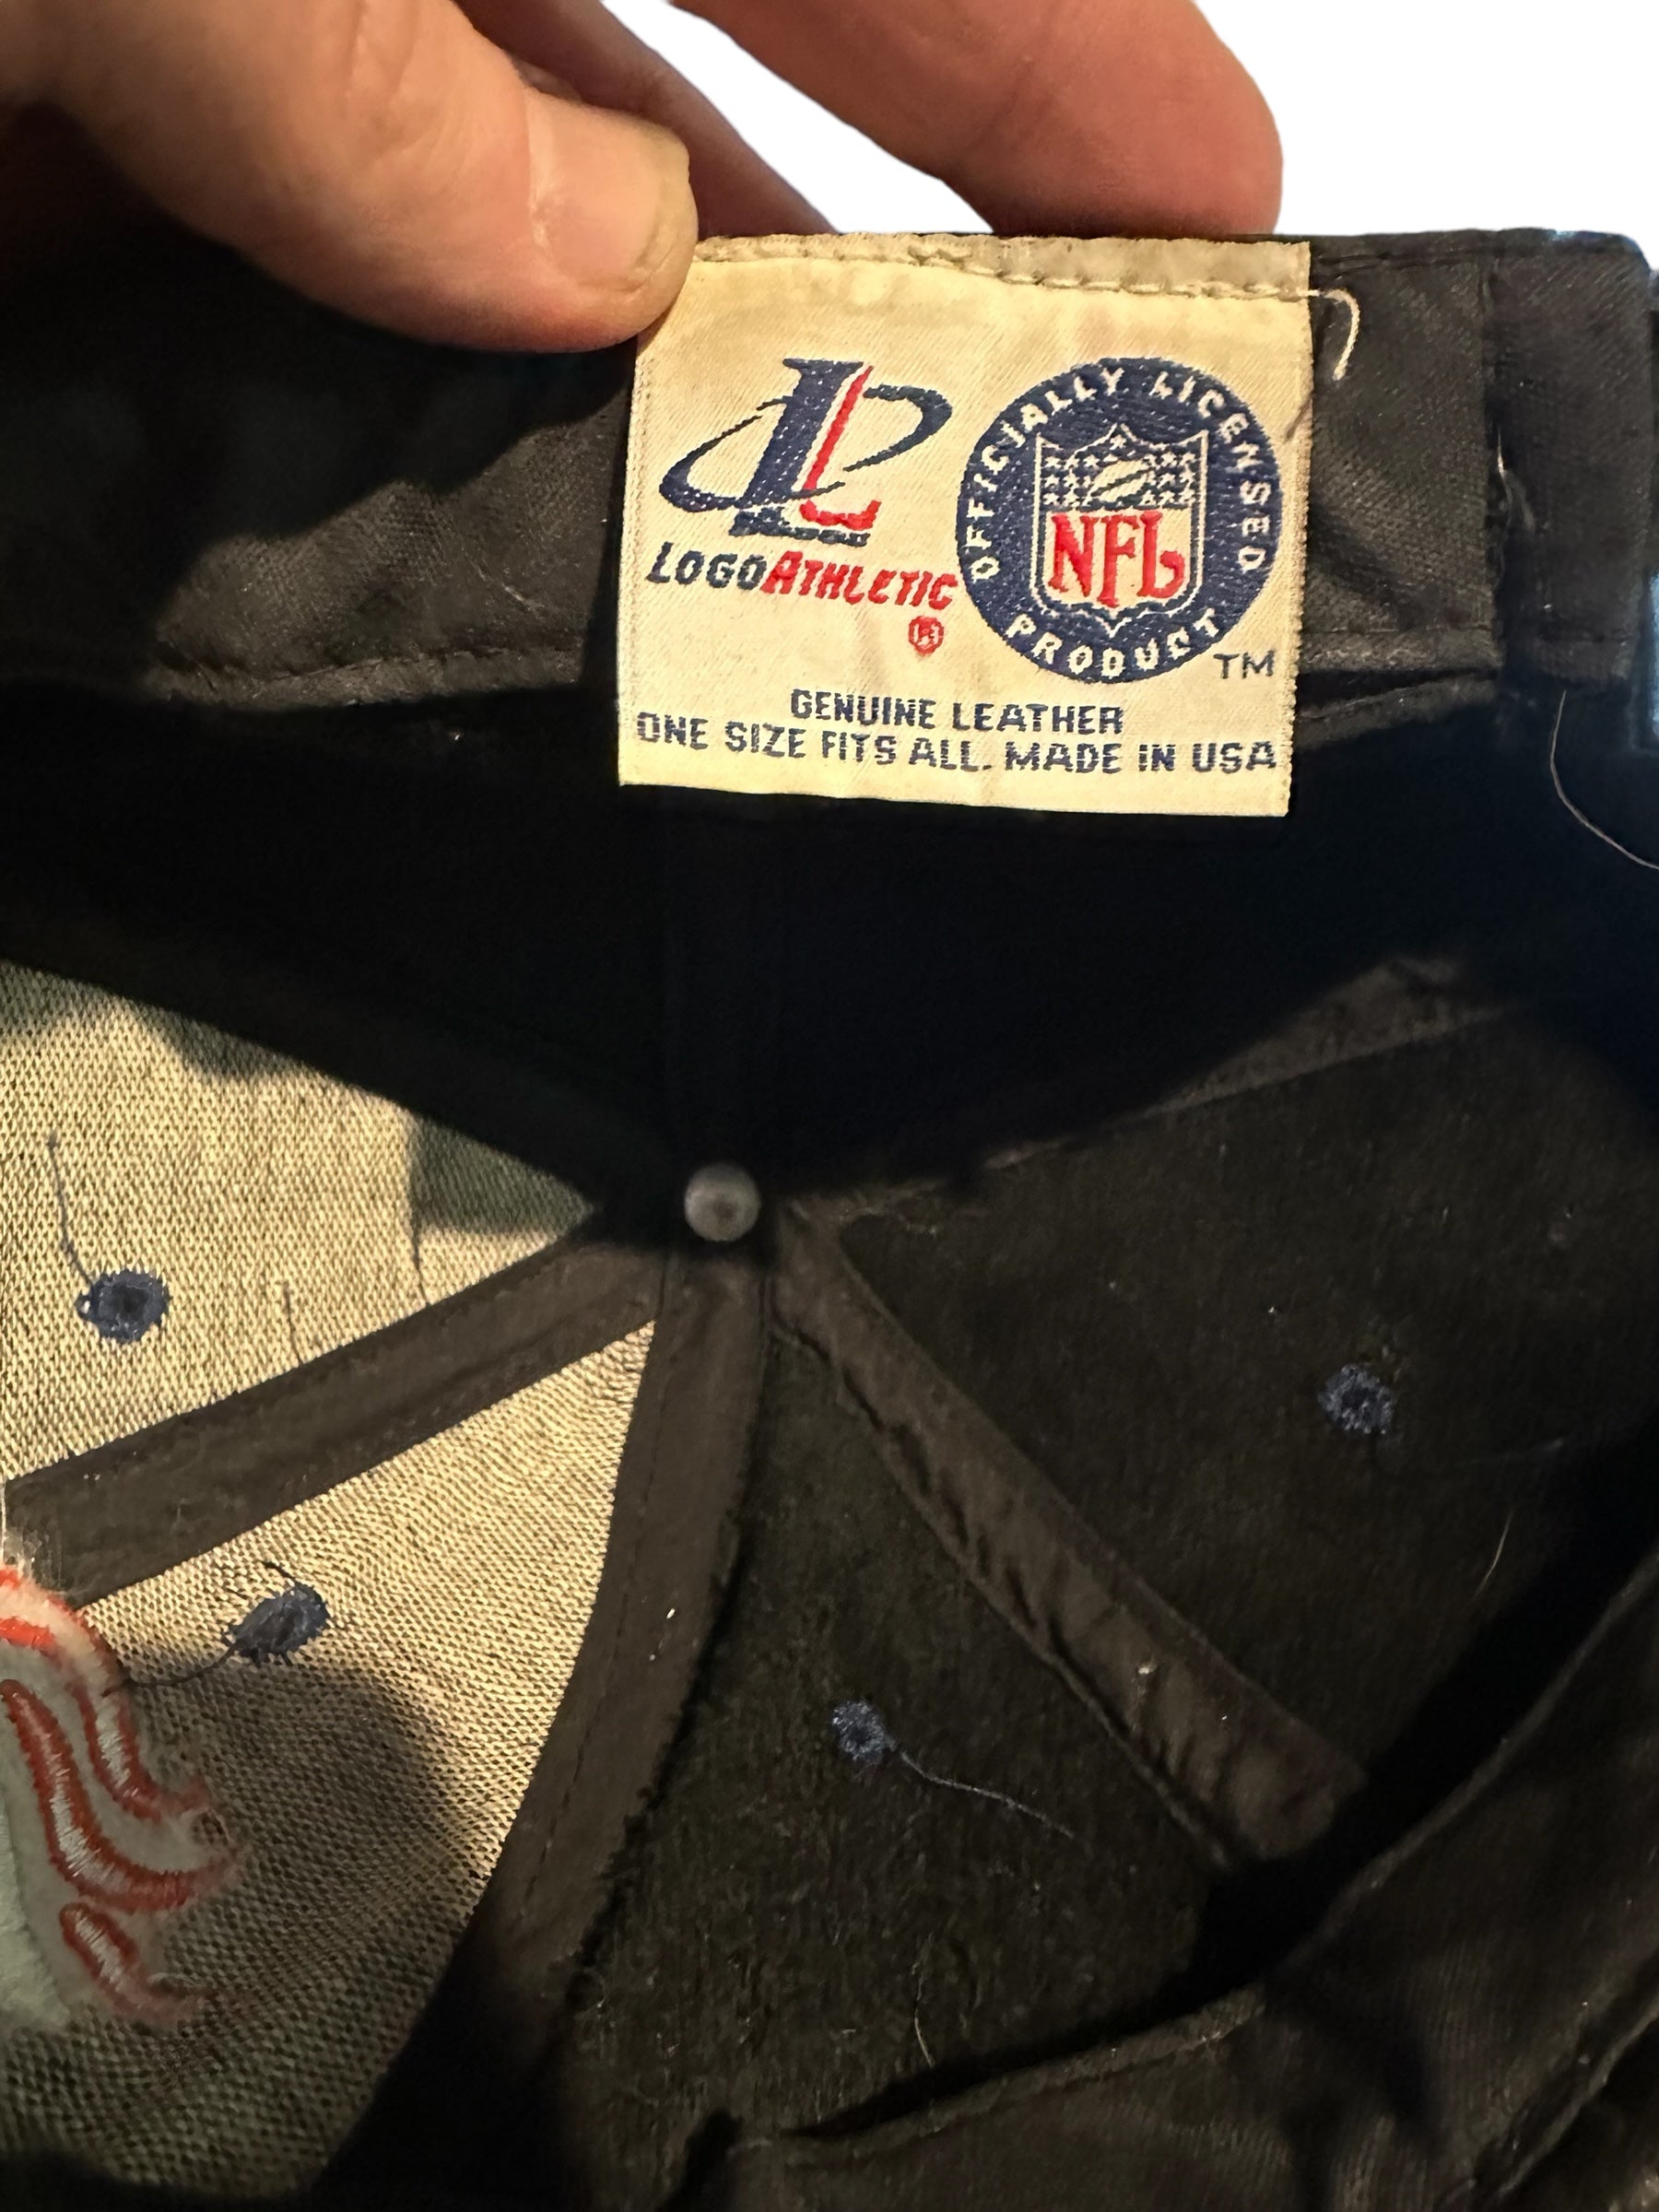 LOGOATHLETIC
®
OFFICIALLY LICENSED
NFL
PRODUCT
TM
GENUINE LEATHER
ONE SIZE FITS ALL. MADE IN USA